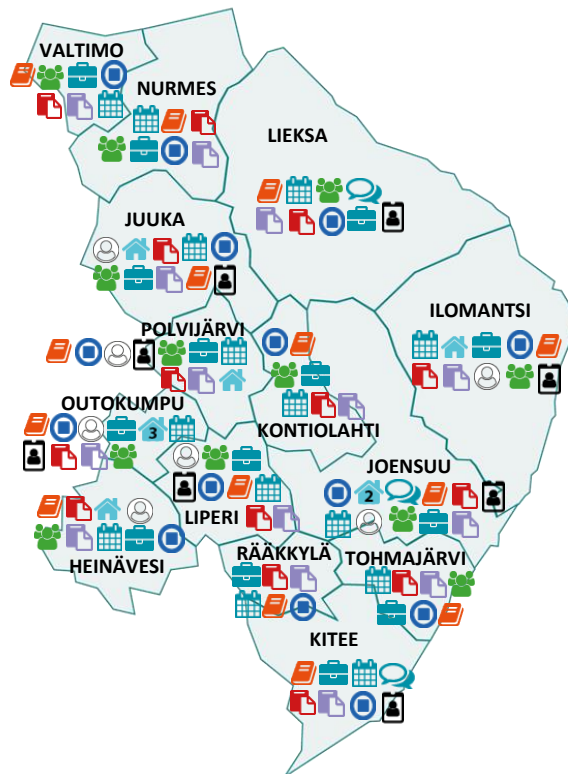 VALTIMO
NURMES
LIEKSA
JUUKA
ILOMANTSI
POLVIJÄRVI
OUTOKUMPU
3
KONTIOLAHTI
JOENSUU
2
LIPERI
RÄÄKKYLÄ
TOHMAJÄRVI
HEINÄVESI
KITEE